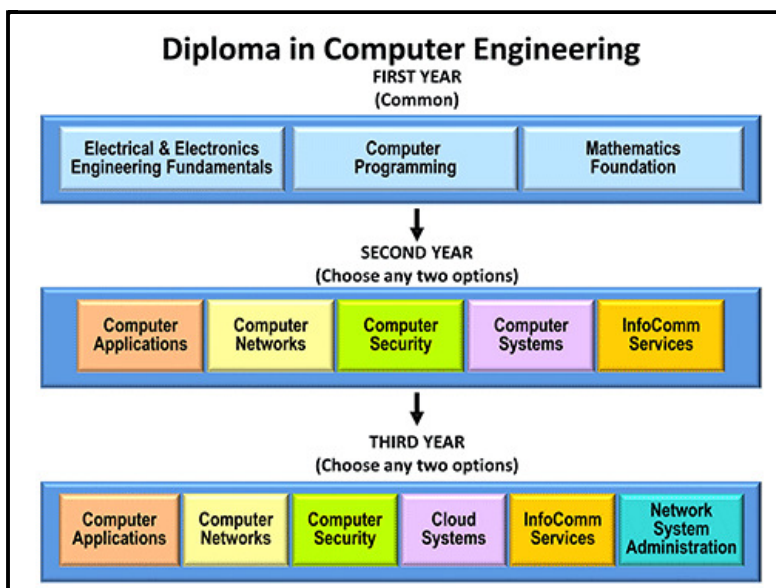 Diploma in Computer Engineering
FIRST YEAR
(Common)
Electrical & Electronics
Engineering Fundamentals
Computer
Programming
Mathematics
Foundation
SECOND YEAR
(Choose any two options)
Computer
Applications
Computer
Networks
Computer
Security
Computer
Systems
InfoComm
Services
THIRD YEAR
(Choose any two options)
Computer
Applications
Computer
Networks
Computer
Security
Cloud
Systems
InfoComm
Services
Network
System
Administration